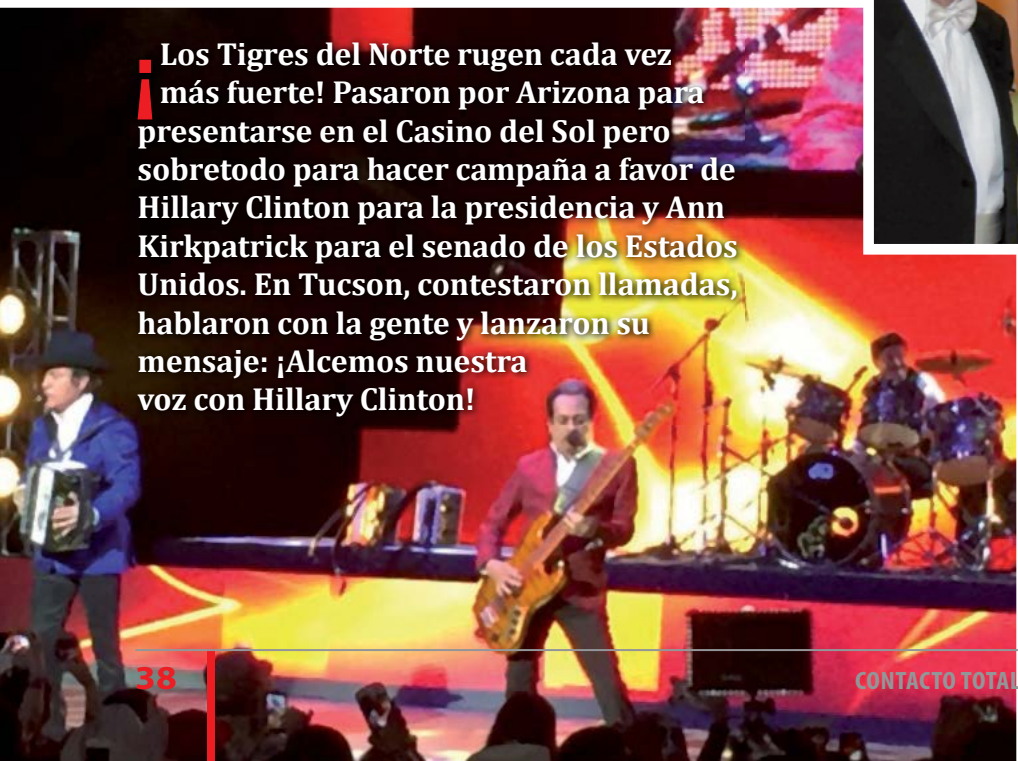 ¡Los Tigres del Norte rugen cada vez
más fuerte! Pasaron por Arizona para
presentarse en el Casino del Sol pero
sobretodo para hacer campaña a favor de
Hillary Clinton para la presidencia y Ann
Kirkpatrick para el senado de los Estados
Unidos. En Tucson, contestaron llamadas,
hablaron con la gente y lanzaron su
mensaje: ¡Alcemos nuestra
voz con Hillary Clinton!
38
CONTACTO TOTAL